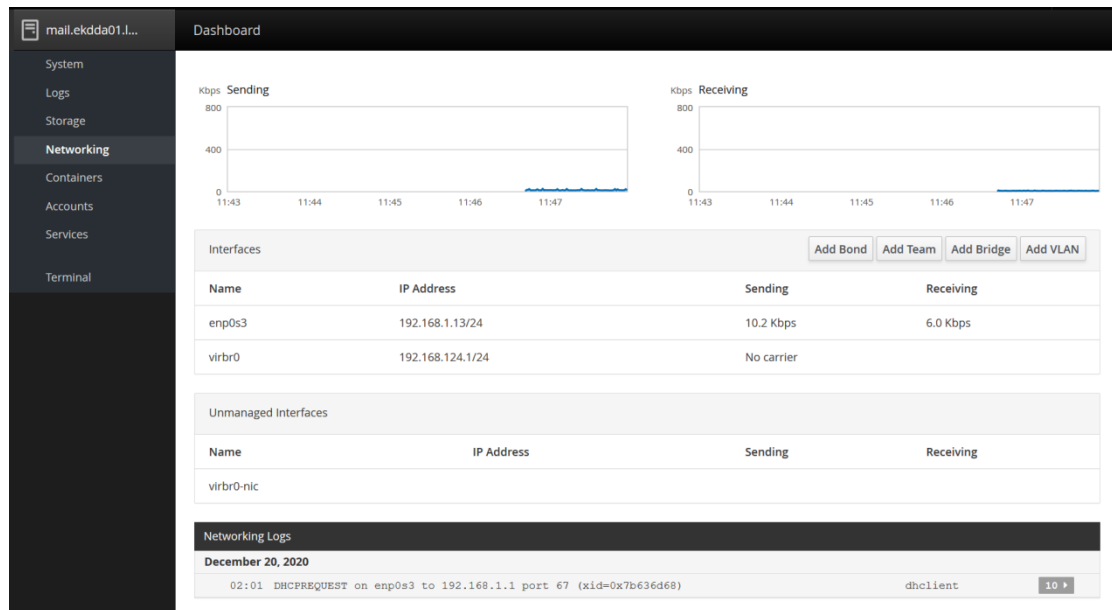 mail.ekdda01.l...
Dashboard
System
Logs
Storage
Networking
Containers
Accounts
Services
Terminal
Kbps Sending
800
400
0
11:43 11:44 11:45 11:46 11:47
Kbps Receiving
800
400
0
11:43 11:44 11:45 11:46 11:47
Interfaces Add Bond Add Team Add Bridge Add VLAN
Name IP Address Sending Receiving
enp0s3 192.168.1.13/24 10.2 Kbps 6.0 Kbps
virbr0 192.168.124.1/24 No carrier
Unmanaged Interfaces
Name IP Address Sending Receiving
virbr0-nic
Networking Logs
December 20, 2020
02:01 DHCPREQUEST on enp0s3 to 192.168.1.1 port 67 (xid=0x7b636d68) dhclient 10